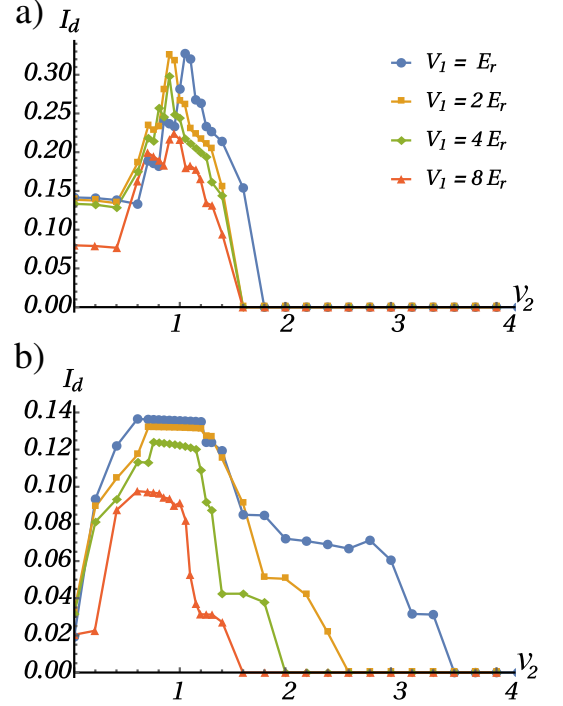 a)
I_d
0.30
0.25
0.20
0.15
0.10
0.05
0.00
V_1 = E_r
V_1 = 2 E_r
V_1 = 4 E_r
V_1 = 8 E_r
1 2 3 4
ν_2
b)
I_d
0.14
0.12
0.10
0.08
0.06
0.04
0.02
0.00
1 2 3 4
ν_2